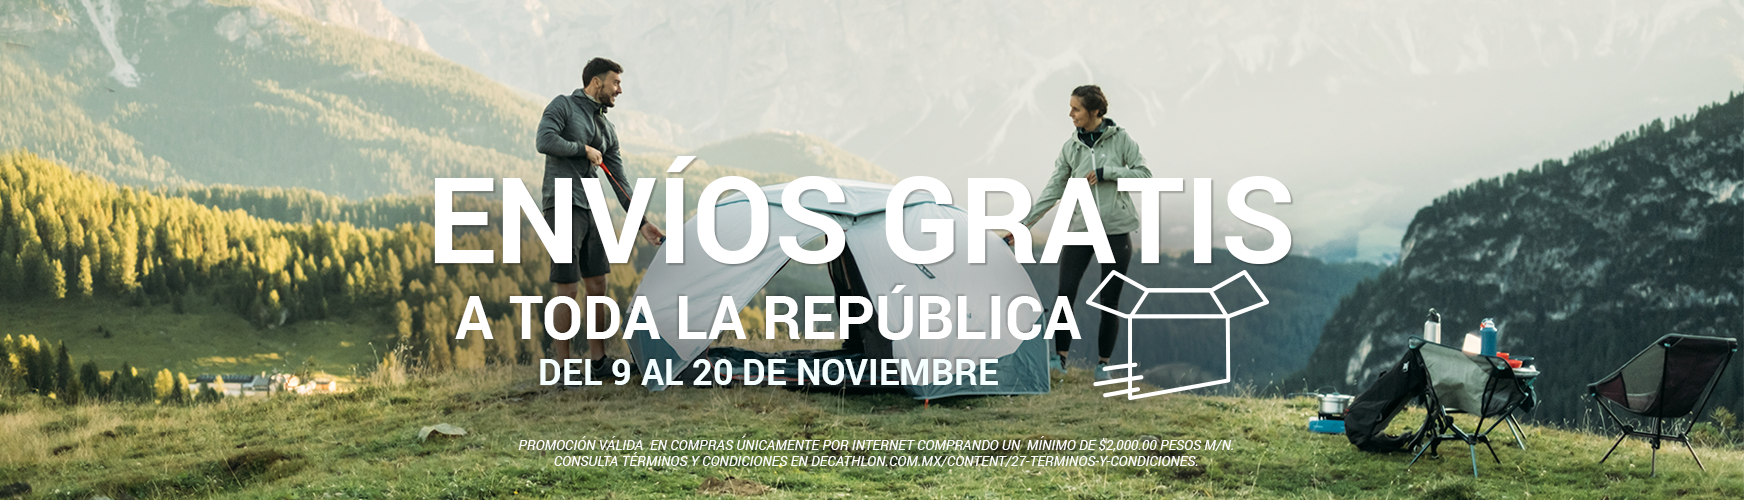 ENVÍOS GRATIS
A TODA LA REPÚBLICA
DEL 9 AL 20 DE NOVIEMBRE
PROMOCIÓN VÁLIDA EN COMPRAS ÚNICAMENTE POR INTERNET COMPRANDO UN MÍNIMO DE $2,000.00 PESOS M/N.
CONSULTA TÉRMINOS Y CONDICIONES EN DECATHLON.COM.MX/CONTENT/27-TERMINOS-Y-CONDICIONES.